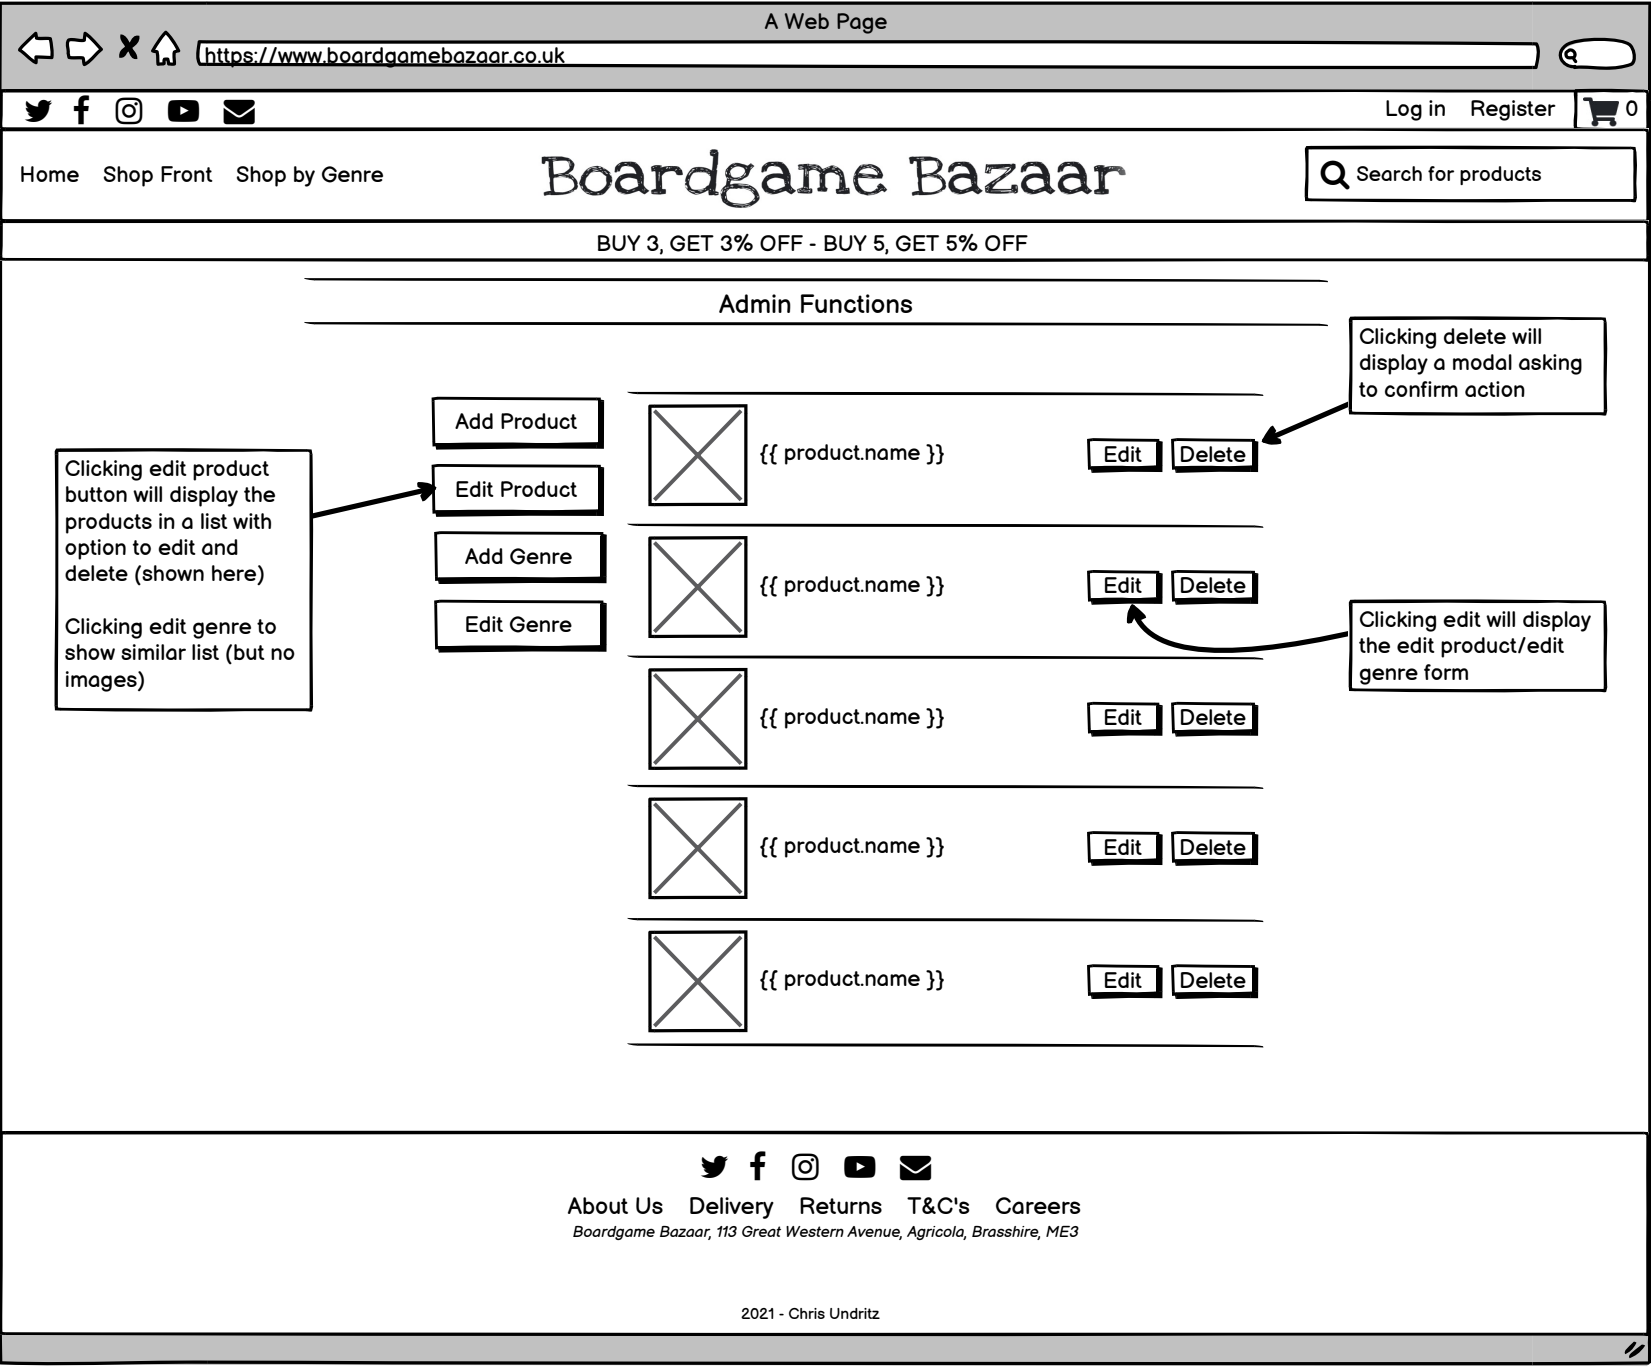 A Web Page
https://www.boardgamebazaar.co.uk
Log in Register 0
Home Shop Front Shop by Genre
Boardgame Bazaar
Search for products
BUY 3, GET 3% OFF - BUY 5, GET 5% OFF
Admin Functions
Clicking delete will
display a modal asking
to confirm action
Add Product
Edit Product
Add Genre
Edit Genre
Clicking edit product
button will display the
products in a list with
option to edit and
delete (shown here)
Clicking edit genre to
show similar list (but no
images)
{{ product.name }} Edit Delete
{{ product.name }} Edit Delete
Clicking edit will display
the edit product/edit
genre form
{{ product.name }} Edit Delete
{{ product.name }} Edit Delete
{{ product.name }} Edit Delete
About Us Delivery Returns T&C's Careers
Boardgame Bazaar, 113 Great Western Avenue, Agricola, Brasshire, ME3
2021 - Chris Undritz